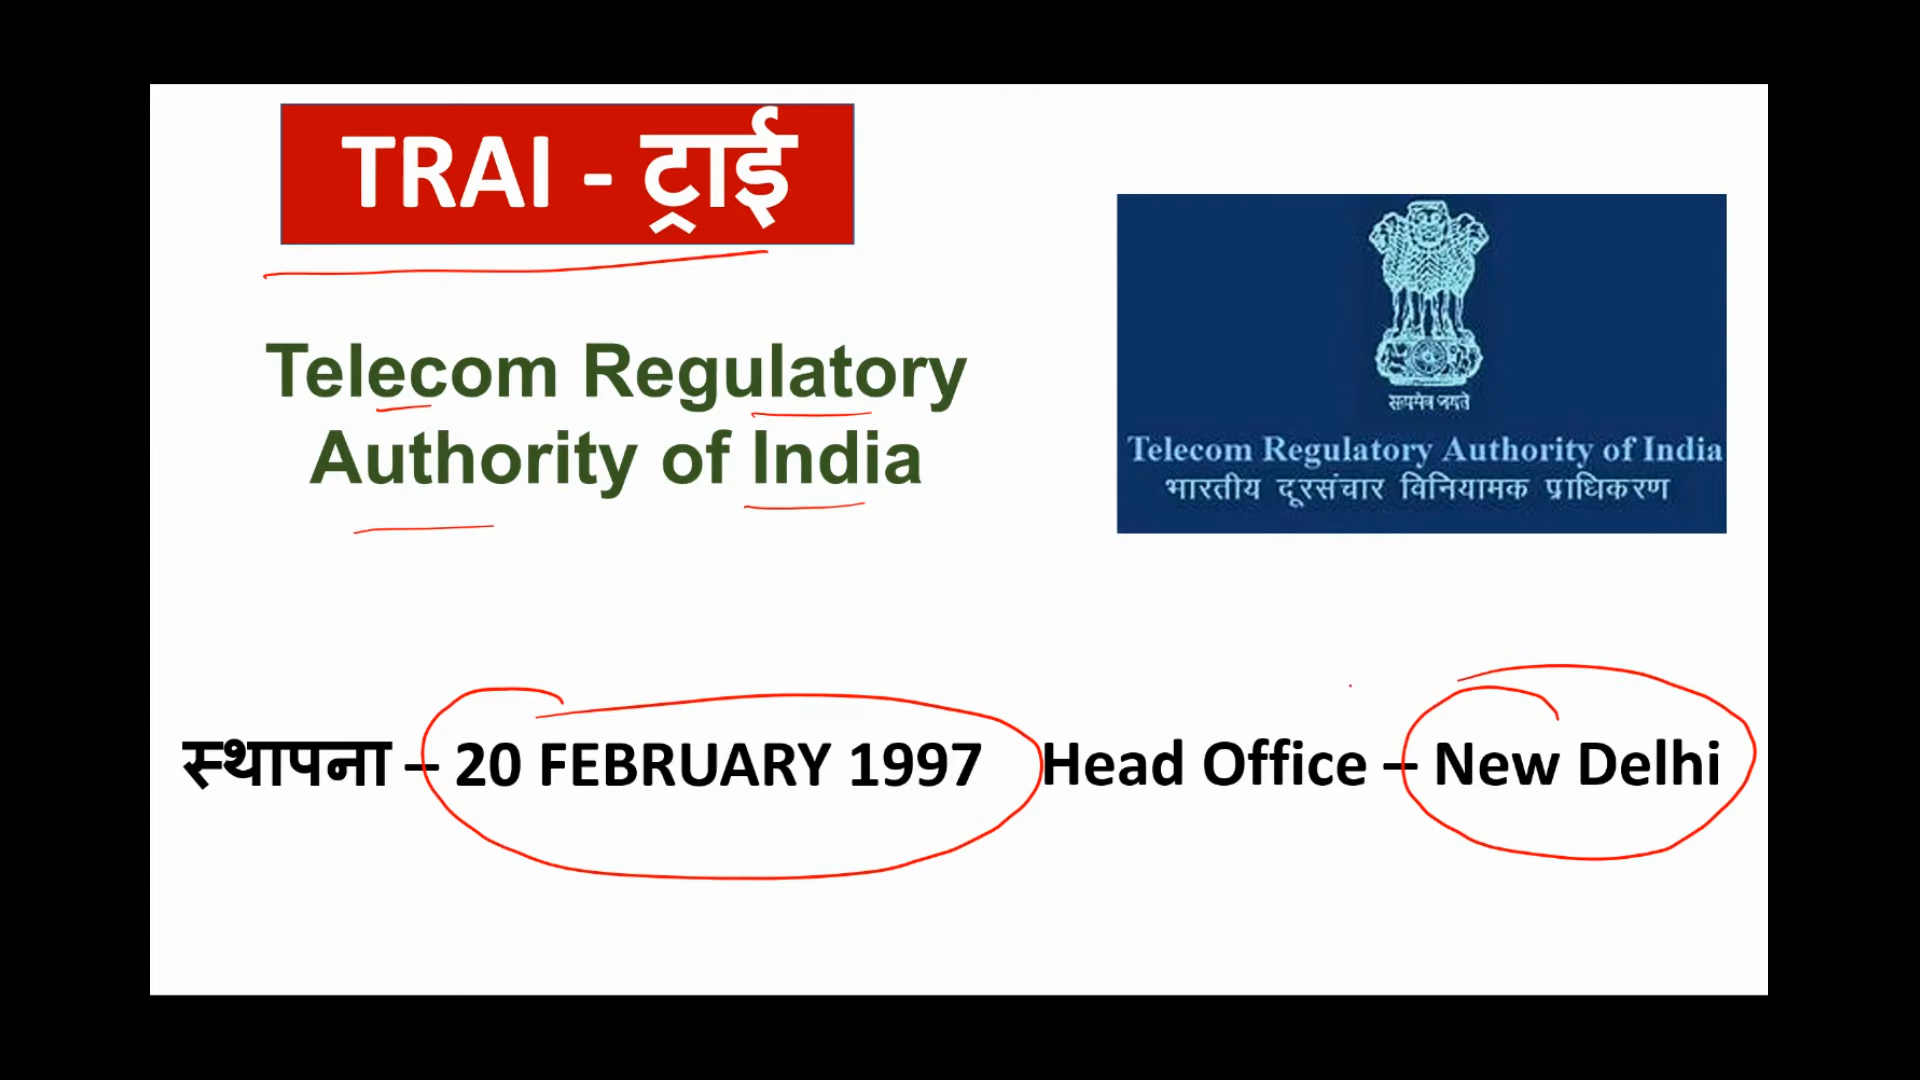 TRAI - ट्राई
Telecom Regulatory
Authority of India
सत्यमेव जयते
Telecom Regulatory Authority of India
भारतीय दूरसंचार विनियामक प्राधिकरण
स्थापना – 20 FEBRUARY 1997 Head Office – New Delhi